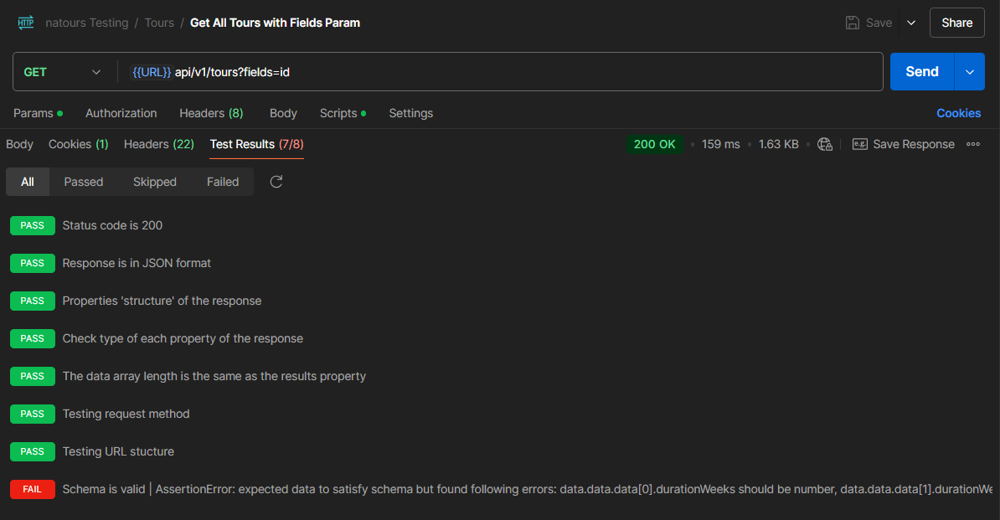 HTTP natours Testing / Tours / Get All Tours with Fields Param Save Share
GET {{URL}} api/v1/tours?fields=id Send
Params Authorization Headers (8) Body Scripts Settings Cookies
Body Cookies (1) Headers (22) Test Results (7/8) 200 OK 159 ms 1.63 KB e.g. Save Response
All Passed Skipped Failed
PASS Status code is 200
PASS Response is in JSON format
PASS Properties 'structure' of the response
PASS Check type of each property of the response
PASS The data array length is the same as the results property
PASS Testing request method
PASS Testing URL stucture
FAIL Schema is valid | AssertionError: expected data to satisfy schema but found following errors: data.data.data[0].durationWeeks should be number, data.data.data[1].durationWe